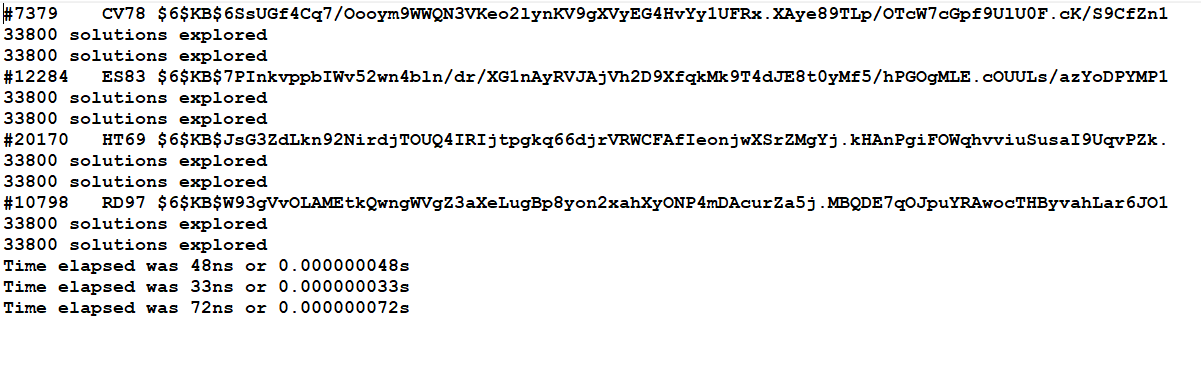 #7379    CV78 $6$KB$6SsUGf4Cq7/Oooym9WWQN3VKeo2lynKV9gXVyEG4HvYy1UFRx.XAye89TLp/OTcW7cGpf9UlU0F.cK/S9CfZn1
33800 solutions explored
33800 solutions explored
#12284   ES83 $6$KB$7PInkvppbIWv52wn4bln/dr/XG1nAyRVJAjVh2D9XfqkMk9T4dJE8t0yMf5/hPGOgMLE.cOUULs/azYoDPYMP1
33800 solutions explored
33800 solutions explored
#20170   HT69 $6$KB$JsG3ZdLkn92NirdjTOUQ4IRIjtpgkq66djrVRWCFAfIeonjwXSrZMgYj.kHAnPgiFOWqhvviuSusaI9UqvPZk.
33800 solutions explored
33800 solutions explored
#10798   RD97 $6$KB$W93gVvOLAMEtkQwngWVgZ3aXeLugBp8yon2xahXyONP4mDAcurZa5j.MBQDE7qOJpuYRAwocTHByvahLar6JO1
33800 solutions explored
33800 solutions explored
Time elapsed was 48ns or 0.000000048s
Time elapsed was 33ns or 0.000000033s
Time elapsed was 72ns or 0.000000072s